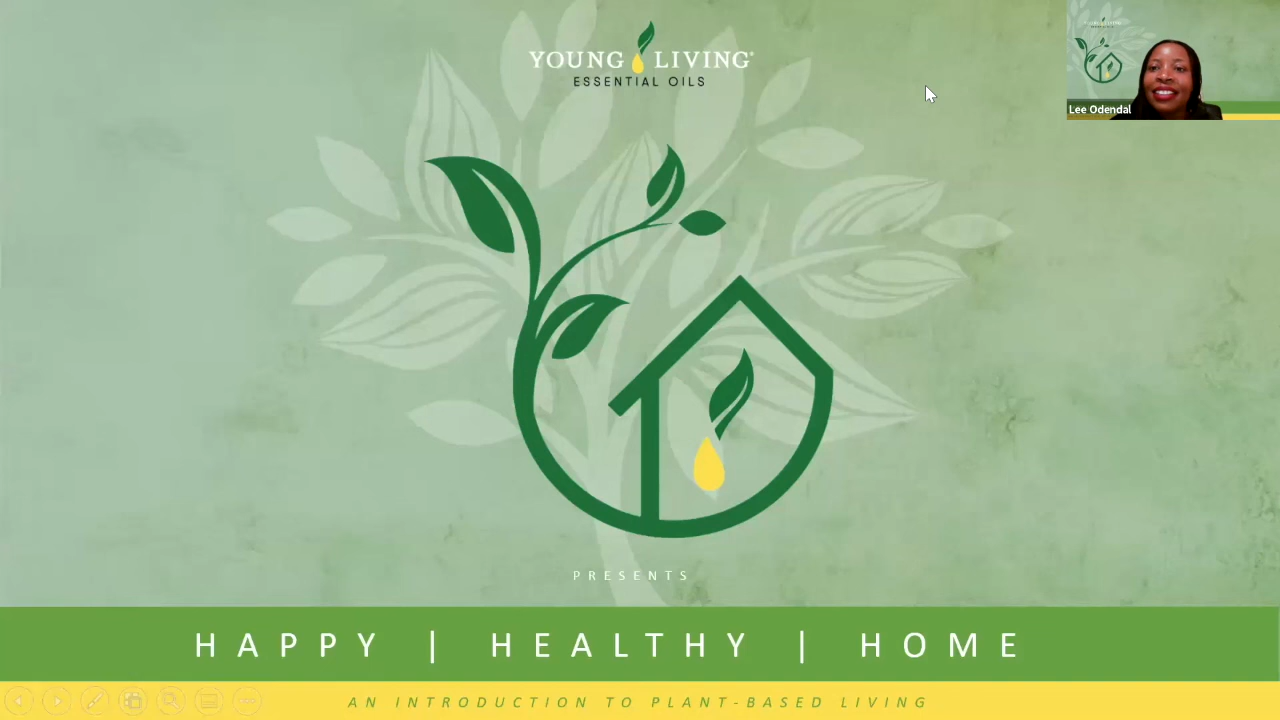 YOUNG LIVING
ESSENTIAL OILS
Lee Odendal
PRESENTS
HAPPY | HEALTHY | HOME
AN INTRODUCTION TO PLANT-BASED LIVING